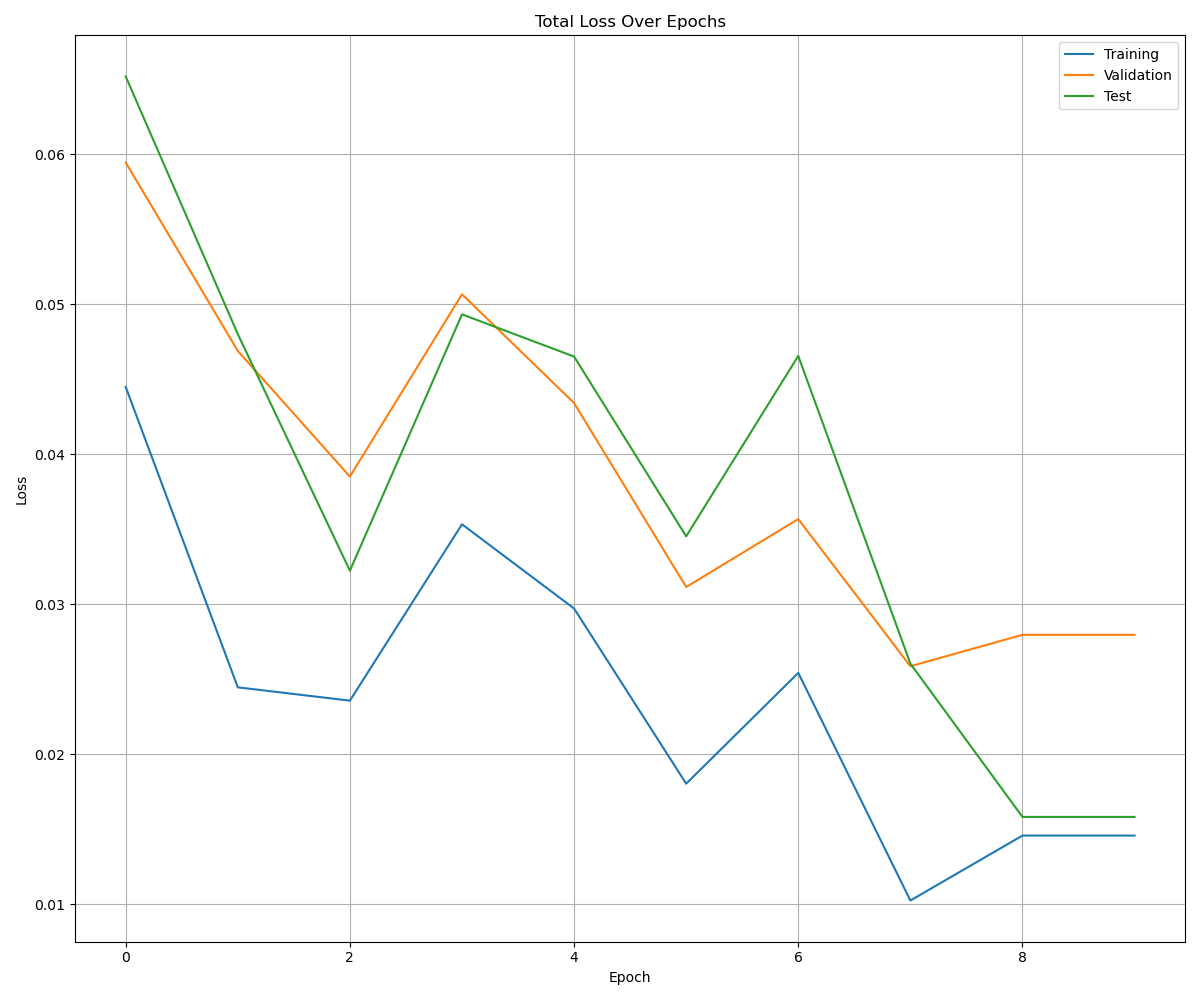 Total Loss Over Epochs
Training
Validation
Test
0.06
0.05
0.04
0.03
0.02
0.01
Loss
0 2 4 6 8
Epoch